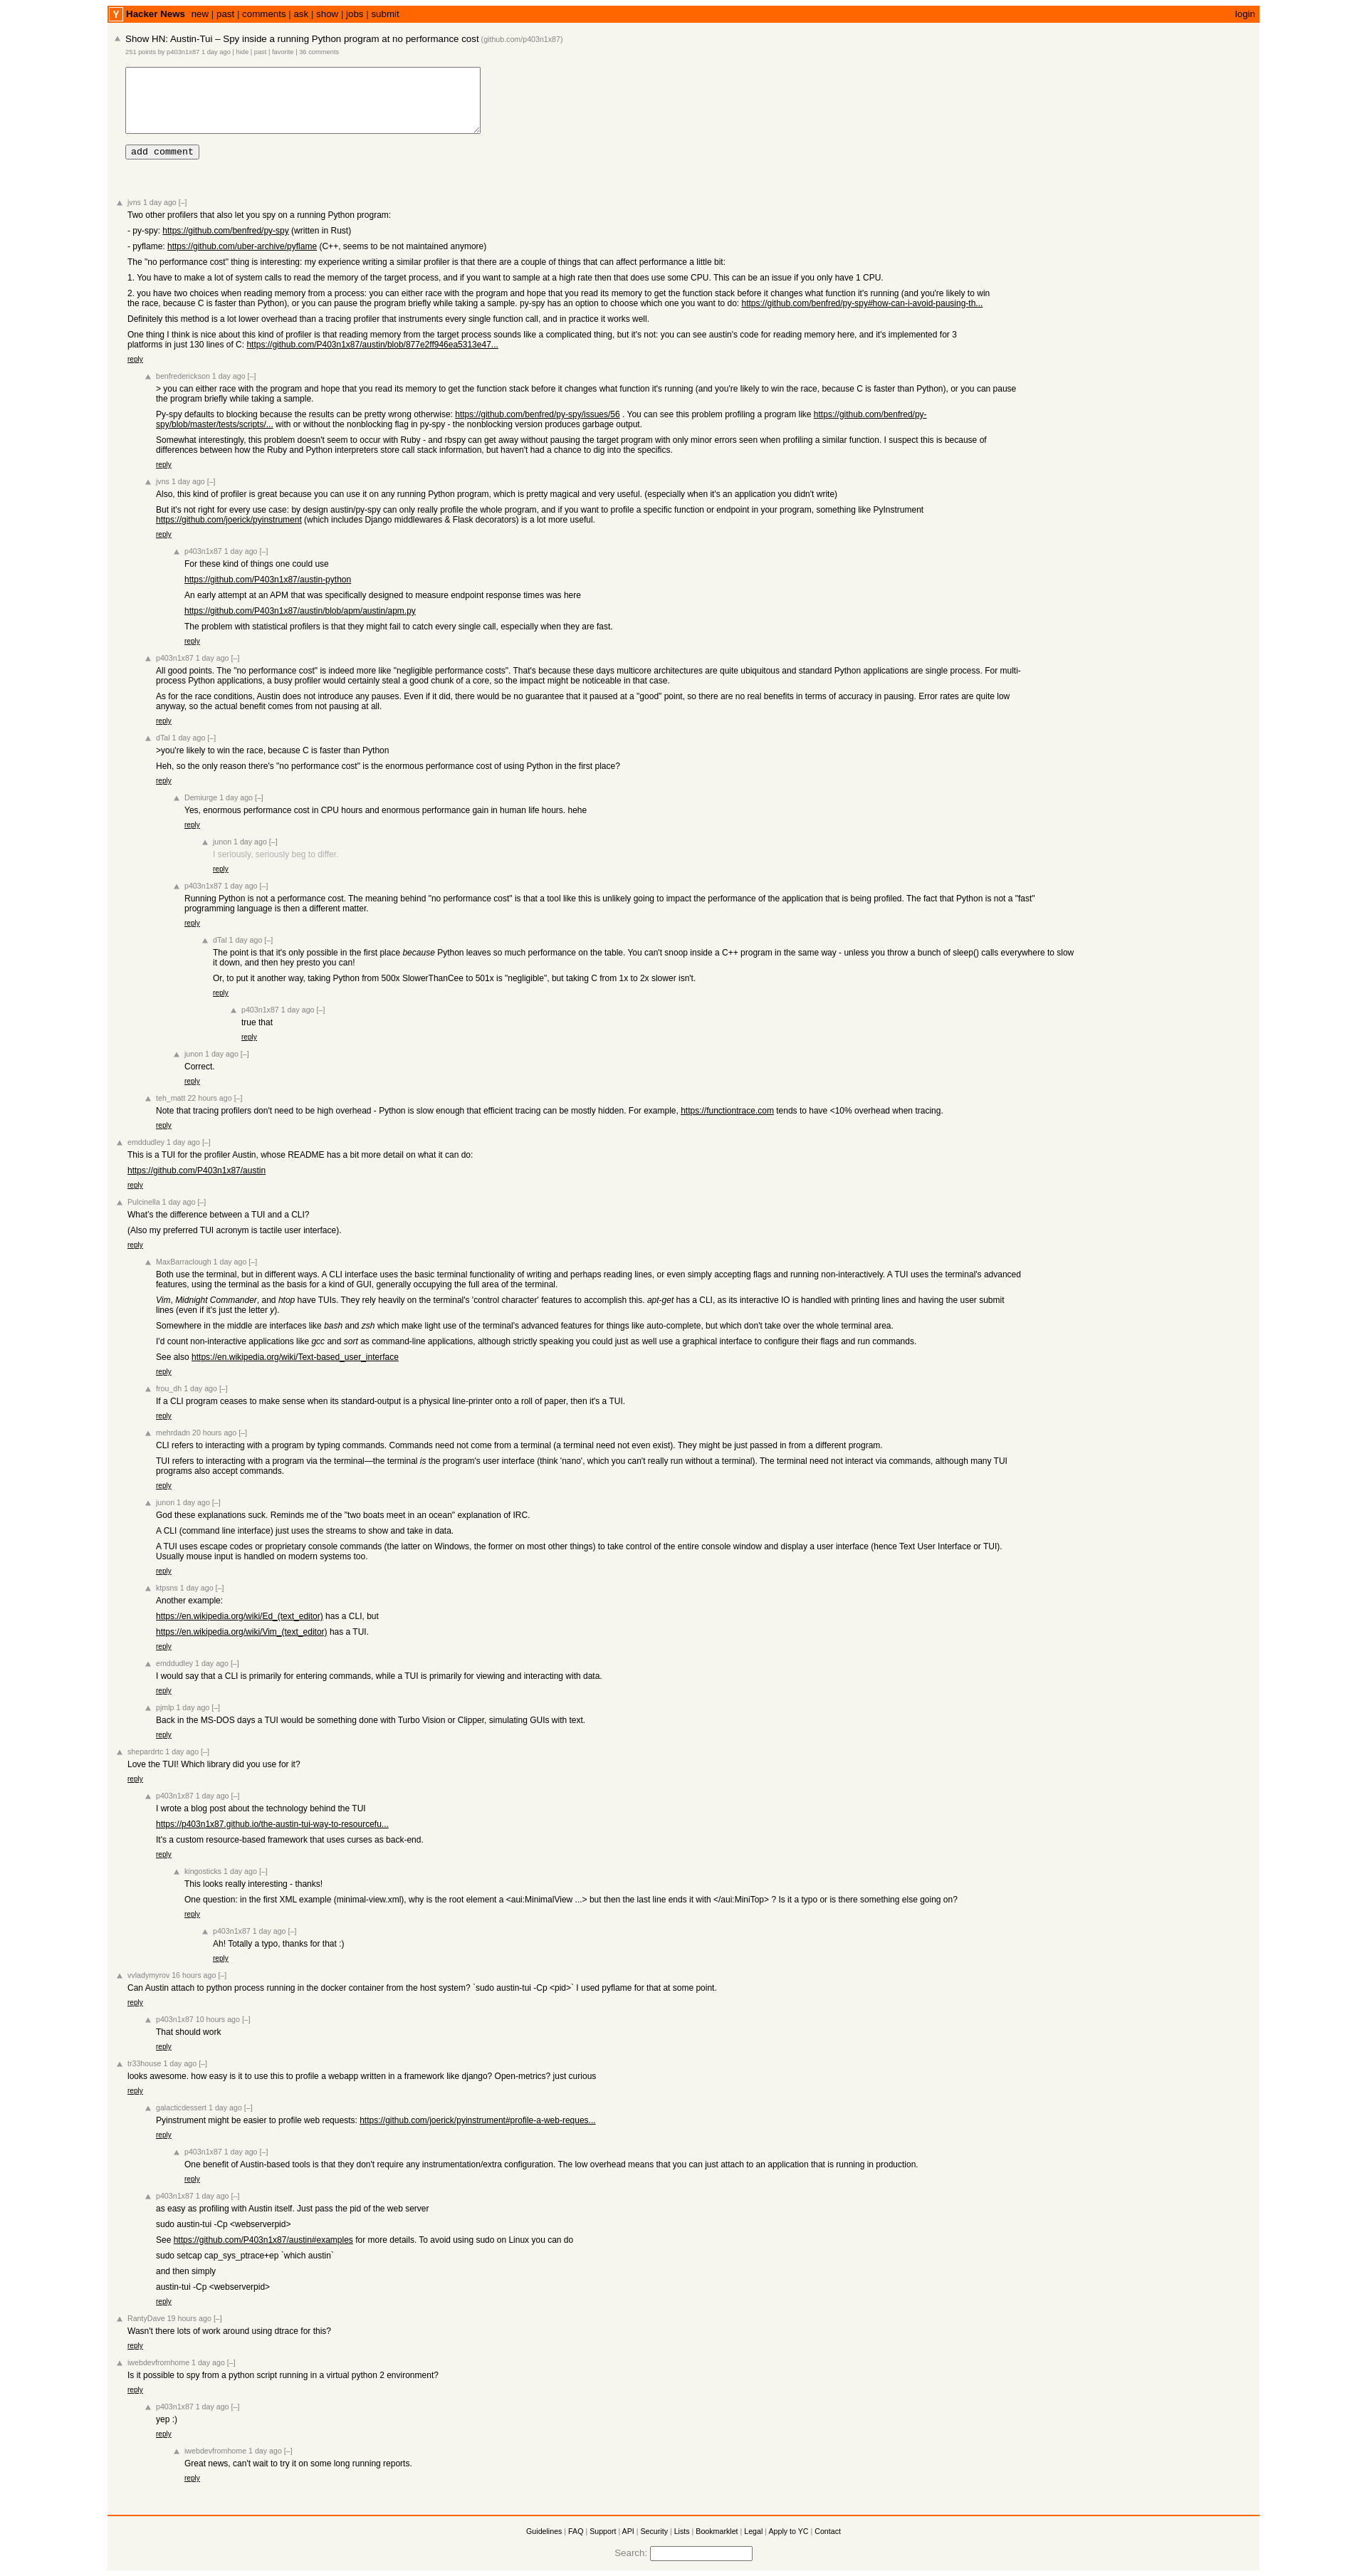 Y Hacker News new | past | comments | ask | show | jobs | submit login
Show HN: Austin-Tui – Spy inside a running Python program at no performance cost (github.com/p403n1x87)
251 points by p403n1x87 1 day ago | hide | past | favorite | 36 comments
add comment
jvns 1 day ago [–]
Two other profilers that also let you spy on a running Python program:
- py-spy: https://github.com/benfred/py-spy (written in Rust)
- pyflame: https://github.com/uber-archive/pyflame (C++, seems to be not maintained anymore)
The "no performance cost" thing is interesting: my experience writing a similar profiler is that there are a couple of things that can affect performance a little bit:
1. You have to make a lot of system calls to read the memory of the target process, and if you want to sample at a high rate then that does use some CPU. This can be an issue if you only have 1 CPU.
2. you have two choices when reading memory from a process: you can either race with the program and hope that you read its memory to get the function stack before it changes what function it's running (and you're likely to win
the race, because C is faster than Python), or you can pause the program briefly while taking a sample. py-spy has an option to choose which one you want to do: https://github.com/benfred/py-spy#how-can-i-avoid-pausing-th...
Definitely this method is a lot lower overhead than a tracing profiler that instruments every single function call, and in practice it works well.
One thing I think is nice about this kind of profiler is that reading memory from the target process sounds like a complicated thing, but it's not: you can see austin's code for reading memory here, and it's implemented for 3
platforms in just 130 lines of C: https://github.com/P403n1x87/austin/blob/877e2ff946ea5313e47...
reply
benfrederickson 1 day ago [–]
> you can either race with the program and hope that you read its memory to get the function stack before it changes what function it's running (and you're likely to win the race, because C is faster than Python), or you can pause
the program briefly while taking a sample.
Py-spy defaults to blocking because the results can be pretty wrong otherwise: https://github.com/benfred/py-spy/issues/56 . You can see this problem profiling a program like https://github.com/benfred/py-
spy/blob/master/tests/scripts/... with or without the nonblocking flag in py-spy - the nonblocking version produces garbage output.
Somewhat interestingly, this problem doesn't seem to occur with Ruby - and rbspy can get away without pausing the target program with only minor errors seen when profiling a similar function. I suspect this is because of
differences between how the Ruby and Python interpreters store call stack information, but haven't had a chance to dig into the specifics.
reply
jvns 1 day ago [–]
Also, this kind of profiler is great because you can use it on any running Python program, which is pretty magical and very useful. (especially when it's an application you didn't write)
But it's not right for every use case: by design austin/py-spy can only really profile the whole program, and if you want to profile a specific function or endpoint in your program, something like PyInstrument
https://github.com/joerick/pyinstrument (which includes Django middlewares & Flask decorators) is a lot more useful.
reply
p403n1x87 1 day ago [–]
For these kind of things one could use
https://github.com/P403n1x87/austin-python
An early attempt at an APM that was specifically designed to measure endpoint response times was here
https://github.com/P403n1x87/austin/blob/apm/austin/apm.py
The problem with statistical profilers is that they might fail to catch every single call, especially when they are fast.
reply
p403n1x87 1 day ago [–]
All good points. The "no performance cost" is indeed more like "negligible performance costs". That's because these days multicore architectures are quite ubiquitous and standard Python applications are single process. For multi-
process Python applications, a busy profiler would certainly steal a good chunk of a core, so the impact might be noticeable in that case.
As for the race conditions, Austin does not introduce any pauses. Even if it did, there would be no guarantee that it paused at a "good" point, so there are no real benefits in terms of accuracy in pausing. Error rates are quite low
anyway, so the actual benefit comes from not pausing at all.
reply
dTal 1 day ago [–]
>you're likely to win the race, because C is faster than Python
Heh, so the only reason there's "no performance cost" is the enormous performance cost of using Python in the first place?
reply
Demiurge 1 day ago [–]
Yes, enormous performance cost in CPU hours and enormous performance gain in human life hours. hehe
reply
junon 1 day ago [–]
I seriously, seriously beg to differ.
reply
p403n1x87 1 day ago [–]
Running Python is not a performance cost. The meaning behind "no performance cost" is that a tool like this is unlikely going to impact the performance of the application that is being profiled. The fact that Python is not a "fast"
programming language is then a different matter.
reply
dTal 1 day ago [–]
The point is that it's only possible in the first place because Python leaves so much performance on the table. You can't snoop inside a C++ program in the same way - unless you throw a bunch of sleep() calls everywhere to slow
it down, and then hey presto you can!
Or, to put it another way, taking Python from 500x SlowerThanCee to 501x is "negligible", but taking C from 1x to 2x slower isn't.
reply
p403n1x87 1 day ago [–]
true that
reply
junon 1 day ago [–]
Correct.
reply
teh_matt 22 hours ago [–]
Note that tracing profilers don't need to be high overhead - Python is slow enough that efficient tracing can be mostly hidden. For example, https://functiontrace.com tends to have <10% overhead when tracing.
reply
emddudley 1 day ago [–]
This is a TUI for the profiler Austin, whose README has a bit more detail on what it can do:
https://github.com/P403n1x87/austin
reply
Pulcinella 1 day ago [–]
What's the difference between a TUI and a CLI?
(Also my preferred TUI acronym is tactile user interface).
reply
MaxBarraclough 1 day ago [–]
Both use the terminal, but in different ways. A CLI interface uses the basic terminal functionality of writing and perhaps reading lines, or even simply accepting flags and running non-interactively. A TUI uses the terminal's advanced
features, using the terminal as the basis for a kind of GUI, generally occupying the full area of the terminal.
Vim, Midnight Commander, and htop have TUIs. They rely heavily on the terminal's 'control character' features to accomplish this. apt-get has a CLI, as its interactive IO is handled with printing lines and having the user submit
lines (even if it's just the letter y).
Somewhere in the middle are interfaces like bash and zsh which make light use of the terminal's advanced features for things like auto-complete, but which don't take over the whole terminal area.
I'd count non-interactive applications like gcc and sort as command-line applications, although strictly speaking you could just as well use a graphical interface to configure their flags and run commands.
See also https://en.wikipedia.org/wiki/Text-based_user_interface
reply
frou_dh 1 day ago [–]
If a CLI program ceases to make sense when its standard-output is a physical line-printer onto a roll of paper, then it's a TUI.
reply
mehrdadn 20 hours ago [–]
CLI refers to interacting with a program by typing commands. Commands need not come from a terminal (a terminal need not even exist). They might be just passed in from a different program.
TUI refers to interacting with a program via the terminal—the terminal is the program's user interface (think 'nano', which you can't really run without a terminal). The terminal need not interact via commands, although many TUI
programs also accept commands.
reply
junon 1 day ago [–]
God these explanations suck. Reminds me of the "two boats meet in an ocean" explanation of IRC.
A CLI (command line interface) just uses the streams to show and take in data.
A TUI uses escape codes or proprietary console commands (the latter on Windows, the former on most other things) to take control of the entire console window and display a user interface (hence Text User Interface or TUI).
Usually mouse input is handled on modern systems too.
reply
ktpsns 1 day ago [–]
Another example:
https://en.wikipedia.org/wiki/Ed_(text_editor) has a CLI, but
https://en.wikipedia.org/wiki/Vim_(text_editor) has a TUI.
reply
emddudley 1 day ago [–]
I would say that a CLI is primarily for entering commands, while a TUI is primarily for viewing and interacting with data.
reply
pjmlp 1 day ago [–]
Back in the MS-DOS days a TUI would be something done with Turbo Vision or Clipper, simulating GUIs with text.
reply
shepardrtc 1 day ago [–]
Love the TUI! Which library did you use for it?
reply
p403n1x87 1 day ago [–]
I wrote a blog post about the technology behind the TUI
https://p403n1x87.github.io/the-austin-tui-way-to-resourcefu...
It's a custom resource-based framework that uses curses as back-end.
reply
kingosticks 1 day ago [–]
This looks really interesting - thanks!
One question: in the first XML example (minimal-view.xml), why is the root element a <aui:MinimalView ...> but then the last line ends it with </aui:MiniTop> ? Is it a typo or is there something else going on?
reply
p403n1x87 1 day ago [–]
Ah! Totally a typo, thanks for that :)
reply
vvladymyrov 16 hours ago [–]
Can Austin attach to python process running in the docker container from the host system? `sudo austin-tui -Cp <pid>` I used pyflame for that at some point.
reply
p403n1x87 10 hours ago [–]
That should work
reply
tr33house 1 day ago [–]
looks awesome. how easy is it to use this to profile a webapp written in a framework like django? Open-metrics? just curious
reply
galacticdessert 1 day ago [–]
Pyinstrument might be easier to profile web requests: https://github.com/joerick/pyinstrument#profile-a-web-reques...
reply
p403n1x87 1 day ago [–]
One benefit of Austin-based tools is that they don't require any instrumentation/extra configuration. The low overhead means that you can just attach to an application that is running in production.
reply
p403n1x87 1 day ago [–]
as easy as profiling with Austin itself. Just pass the pid of the web server
sudo austin-tui -Cp <webserverpid>
See https://github.com/P403n1x87/austin#examples for more details. To avoid using sudo on Linux you can do
sudo setcap cap_sys_ptrace+ep `which austin`
and then simply
austin-tui -Cp <webserverpid>
reply
RantyDave 19 hours ago [–]
Wasn't there lots of work around using dtrace for this?
reply
iwebdevfromhome 1 day ago [–]
Is it possible to spy from a python script running in a virtual python 2 environment?
reply
p403n1x87 1 day ago [–]
yep :)
reply
iwebdevfromhome 1 day ago [–]
Great news, can't wait to try it on some long running reports.
reply
Guidelines | FAQ | Support | API | Security | Lists | Bookmarklet | Legal | Apply to YC | Contact
Search: